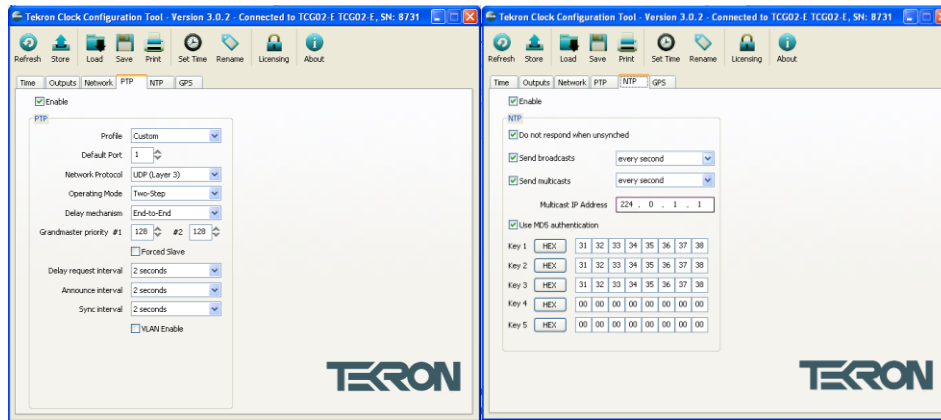 Tekron Clock Configuration Tool - Version 3.0.2 - Connected to TCG02-E TCG02-E, SN: 8731
Refresh Store Load Save Print Set Time Rename Licensing About
Time Outputs Network PTP NTP GPS
Enable
PTP
Profile Custom
Default Port 1
Network Protocol UDP (Layer 3)
Operating Mode Two-Step
Delay mechanism End-to-End
Grandmaster priority #1 128 #2 128
Forced Slave
Delay request interval 2 seconds
Announce interval 2 seconds
Sync interval 2 seconds
VLAN Enable
TEKRON
Tekron Clock Configuration Tool - Version 3.0.2 - Connected to TCG02-E TCG02-E, SN: 8731
Refresh Store Load Save Print Set Time Rename Licensing About
Time Outputs Network PTP NTP GPS
Enable
NTP
Do not respond when unsynched
Send broadcasts every second
Send multicasts every second
Multicast IP Address 224 . 0 . 1 . 1
Use MD5 authentication
Key 1 HEX 31 32 33 34 35 36 37 38
Key 2 HEX 31 32 33 34 35 36 37 38
Key 3 HEX 31 32 33 34 35 36 37 38
Key 4 HEX 00 00 00 00 00 00 00 00
Key 5 HEX 00 00 00 00 00 00 00 00
TEKRON